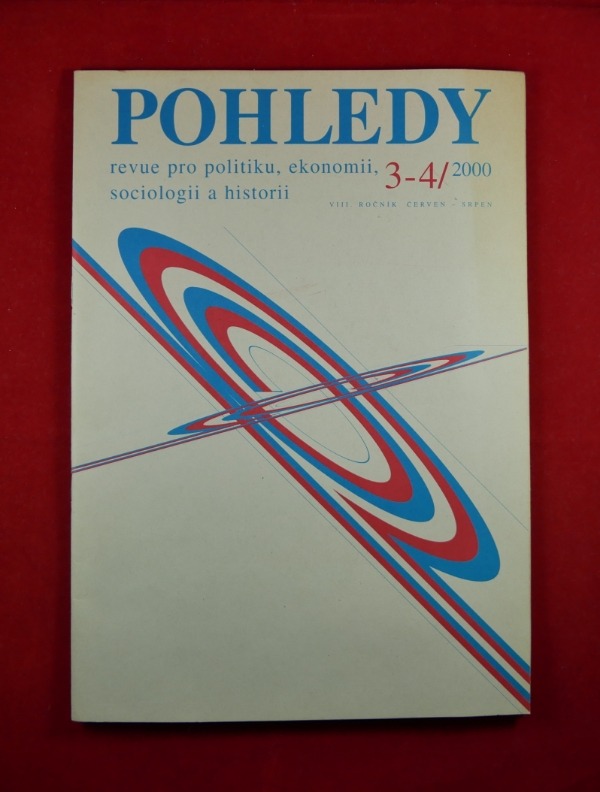 POHLEDY
revue pro politiku, ekonomii,
sociologii a historii
3-4/2000
VIII. ROČNÍK. ČERVEN - SRPEN